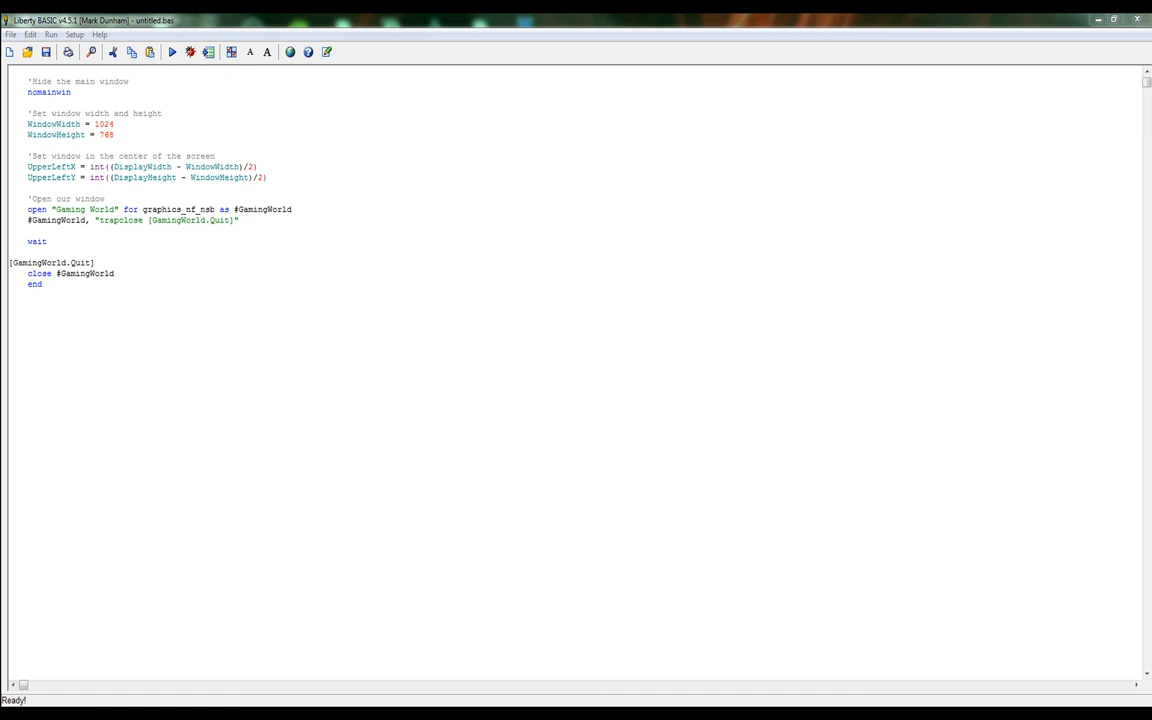 Liberty BASIC v4.5.1 [Mark Dunham] - untitled.bas
File Edit Run Setup Help
A A
'Hide the main window
nomainwin
'Set window width and height
WindowWidth = 1024
WindowHeight = 768
'Set window in the center of the screen
UpperLeftX = int((DisplayWidth - WindowWidth)/2)
UpperLeftY = int((DisplayHeight - WindowHeight)/2)
'Open our window
open "Gaming World" for graphics_nf_nsb as #GamingWorld
#GamingWorld, "trapclose [GamingWorld.Quit]"
wait
[GamingWorld.Quit]
close #GamingWorld
end
Ready!